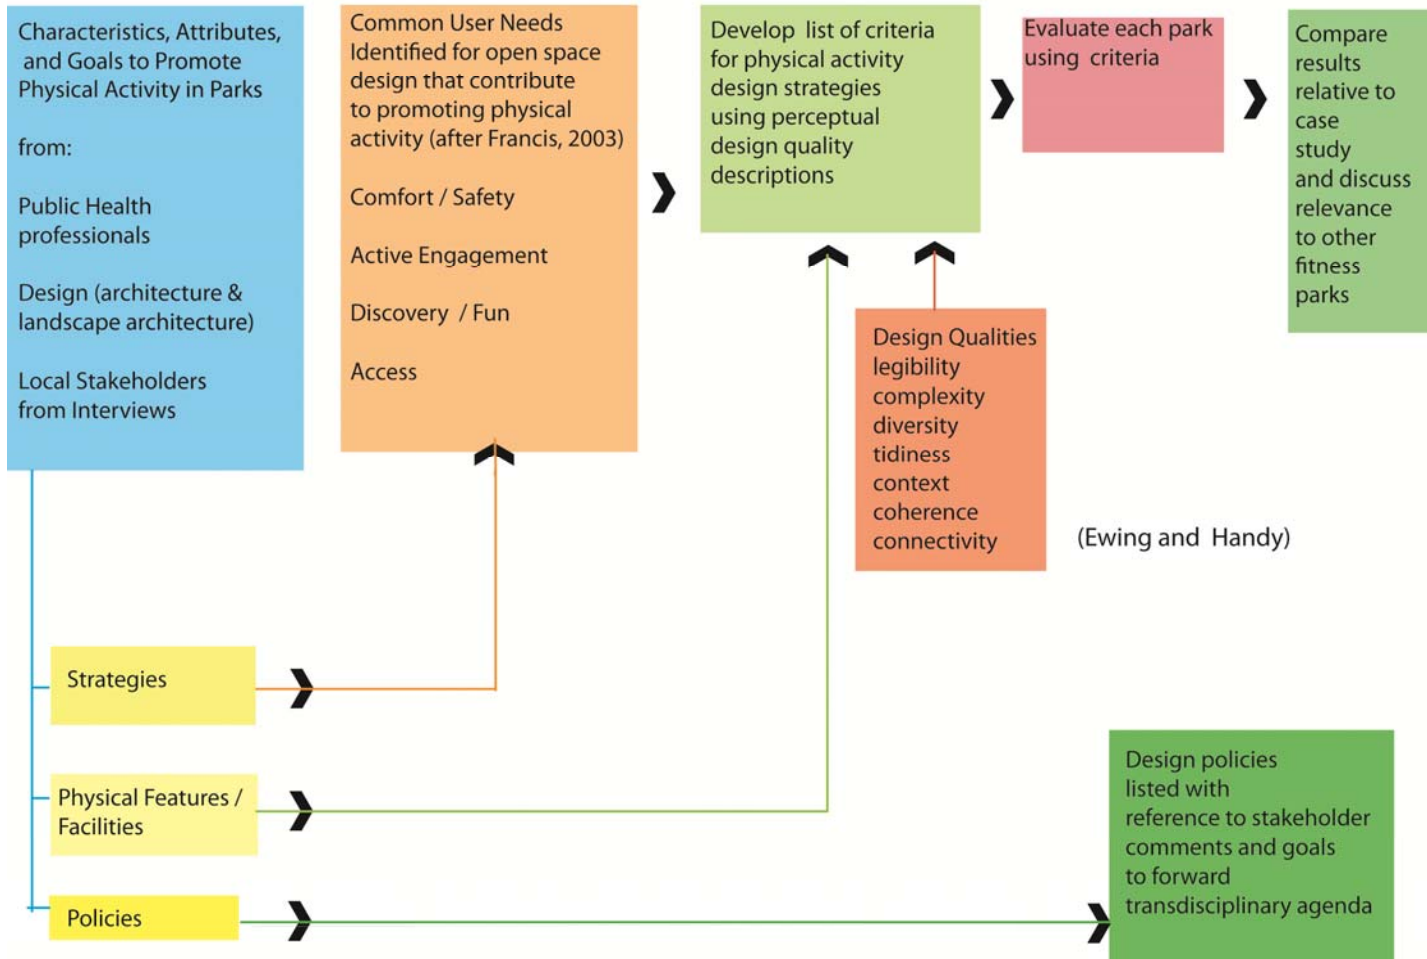 Characteristics, Attributes,
and Goals to Promote
Physical Activity in Parks
from:
Public Health
professionals
Design (architecture &
landscape architecture)
Local Stakeholders
from Interviews
Common User Needs
Identified for open space
design that contribute
to promoting physical
activity (after Francis, 2003)
Comfort / Safety
Active Engagement
Discovery / Fun
Access
Develop list of criteria
for physical activity
design strategies
using perceptual
design quality
descriptions
Evaluate each park
using criteria
Compare
results
relative to
case
study
and discuss
relevance
to other
fitness
parks
Design Qualities
legibility
complexity
diversity
tidiness
context
coherence
connectivity
(Ewing and Handy)
Strategies
Physical Features /
Facilities
Policies
Design policies
listed with
reference to stakeholder
comments and goals
to forward
transdisciplinary agenda